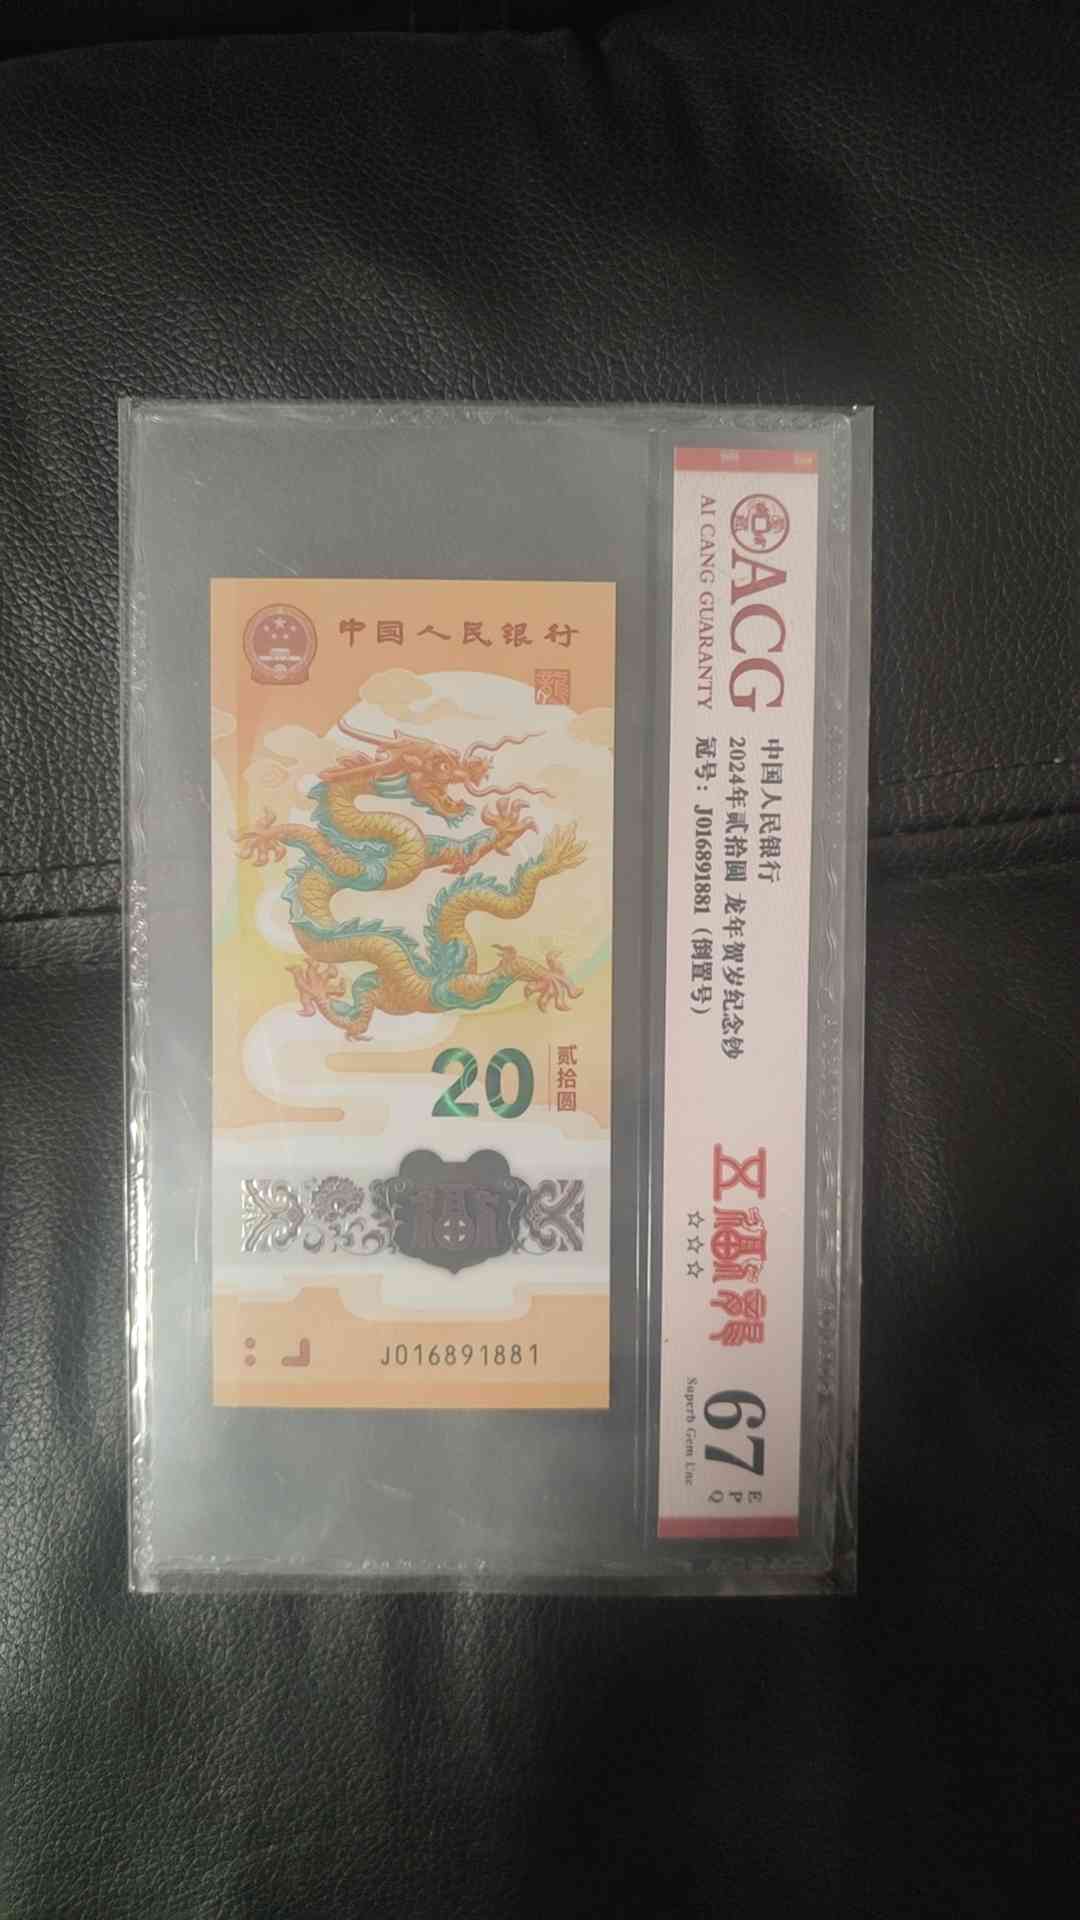 中国人民银行
20
贰拾圆
J016891881
ACG
AI CANG GUARANTY
中国人民银行
2024年贰拾圆 龙年贺岁纪念钞
冠号：J016891881（倒置号）
五福龍
☆☆☆
67
EPQ
Superb Gem Unc